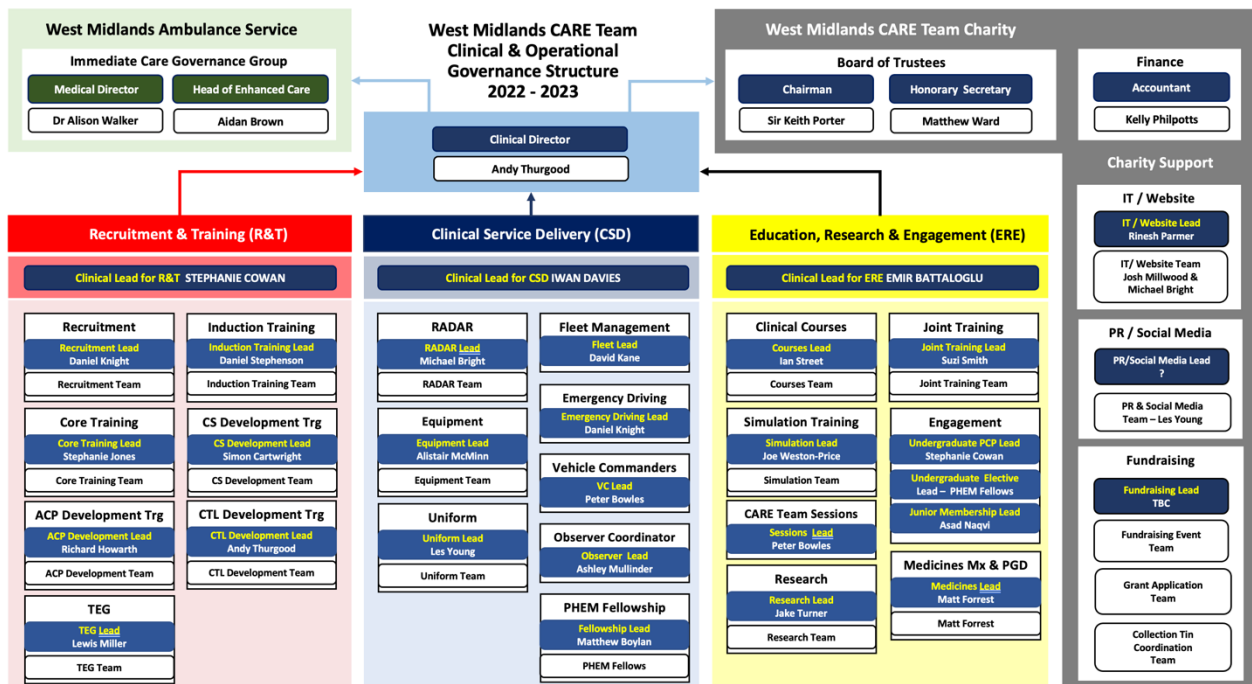 West Midlands Ambulance Service
Immediate Care Governance Group
Medical Director
Head of Enhanced Care
Dr Alison Walker
Aidan Brown
West Midlands CARE Team
Clinical & Operational
Governance Structure
2022 - 2023
Clinical Director
Andy Thurgood
West Midlands CARE Team Charity
Board of Trustees
Chairman
Honorary Secretary
Sir Keith Porter
Matthew Ward
Finance
Accountant
Kelly Philpotts
Charity Support
IT / Website
IT / Website Lead
Rinesh Parmer
IT/ Website Team
Josh Millwood &
Michael Bright
PR / Social Media
PR/Social Media Lead
?
PR & Social Media
Team – Les Young
Fundraising
Fundraising Lead
TBC
Fundraising Event
Team
Grant Application
Team
Collection Tin
Coordination
Team
Recruitment & Training (R&T)
Clinical Lead for R&T STEPHANIE COWAN
Recruitment
Recruitment Lead
Daniel Knight
Recruitment Team
Induction Training
Induction Training Lead
Daniel Stephenson
Induction Training Team
Core Training
Core Training Lead
Stephanie Jones
Core Training Team
CS Development Trg
CS Development Lead
Simon Cartwright
CS Development Team
ACP Development Trg
ACP Development Lead
Richard Howarth
ACP Development Team
CTL Development Trg
CTL Development Lead
Andy Thurgood
CTL Development Team
TEG
TEG Lead
Lewis Miller
TEG Team
Clinical Service Delivery (CSD)
Clinical Lead for CSD IWAN DAVIES
RADAR
RADAR Lead
Michael Bright
RADAR Team
Equipment
Equipment Lead
Alistair McMinn
Equipment Team
Uniform
Uniform Lead
Les Young
Uniform Team
Fleet Management
Fleet Lead
David Kane
Emergency Driving
Emergency Driving Lead
Daniel Knight
Vehicle Commanders
VC Lead
Peter Bowles
Observer Coordinator
Observer Lead
Ashley Mullinder
PHEM Fellowship
Fellowship Lead
Matthew Boylan
PHEM Fellows
Education, Research & Engagement (ERE)
Clinical Lead for ERE EMIR BATTALOGLU
Clinical Courses
Courses Lead
Ian Street
Courses Team
Simulation Training
Simulation Lead
Joe Weston-Price
Simulation Team
CARE Team Sessions
Sessions Lead
Peter Bowles
Research
Research Lead
Jake Turner
Research Team
Joint Training
Joint Training Lead
Suzi Smith
Joint Training Team
Engagement
Undergraduate PCP Lead
Stephanie Cowan
Undergraduate Elective
Lead – PHEM Fellows
Junior Membership Lead
Asad Naqvi
Medicines Mx & PGD
Medicines Lead
Matt Forrest
Matt Forrest